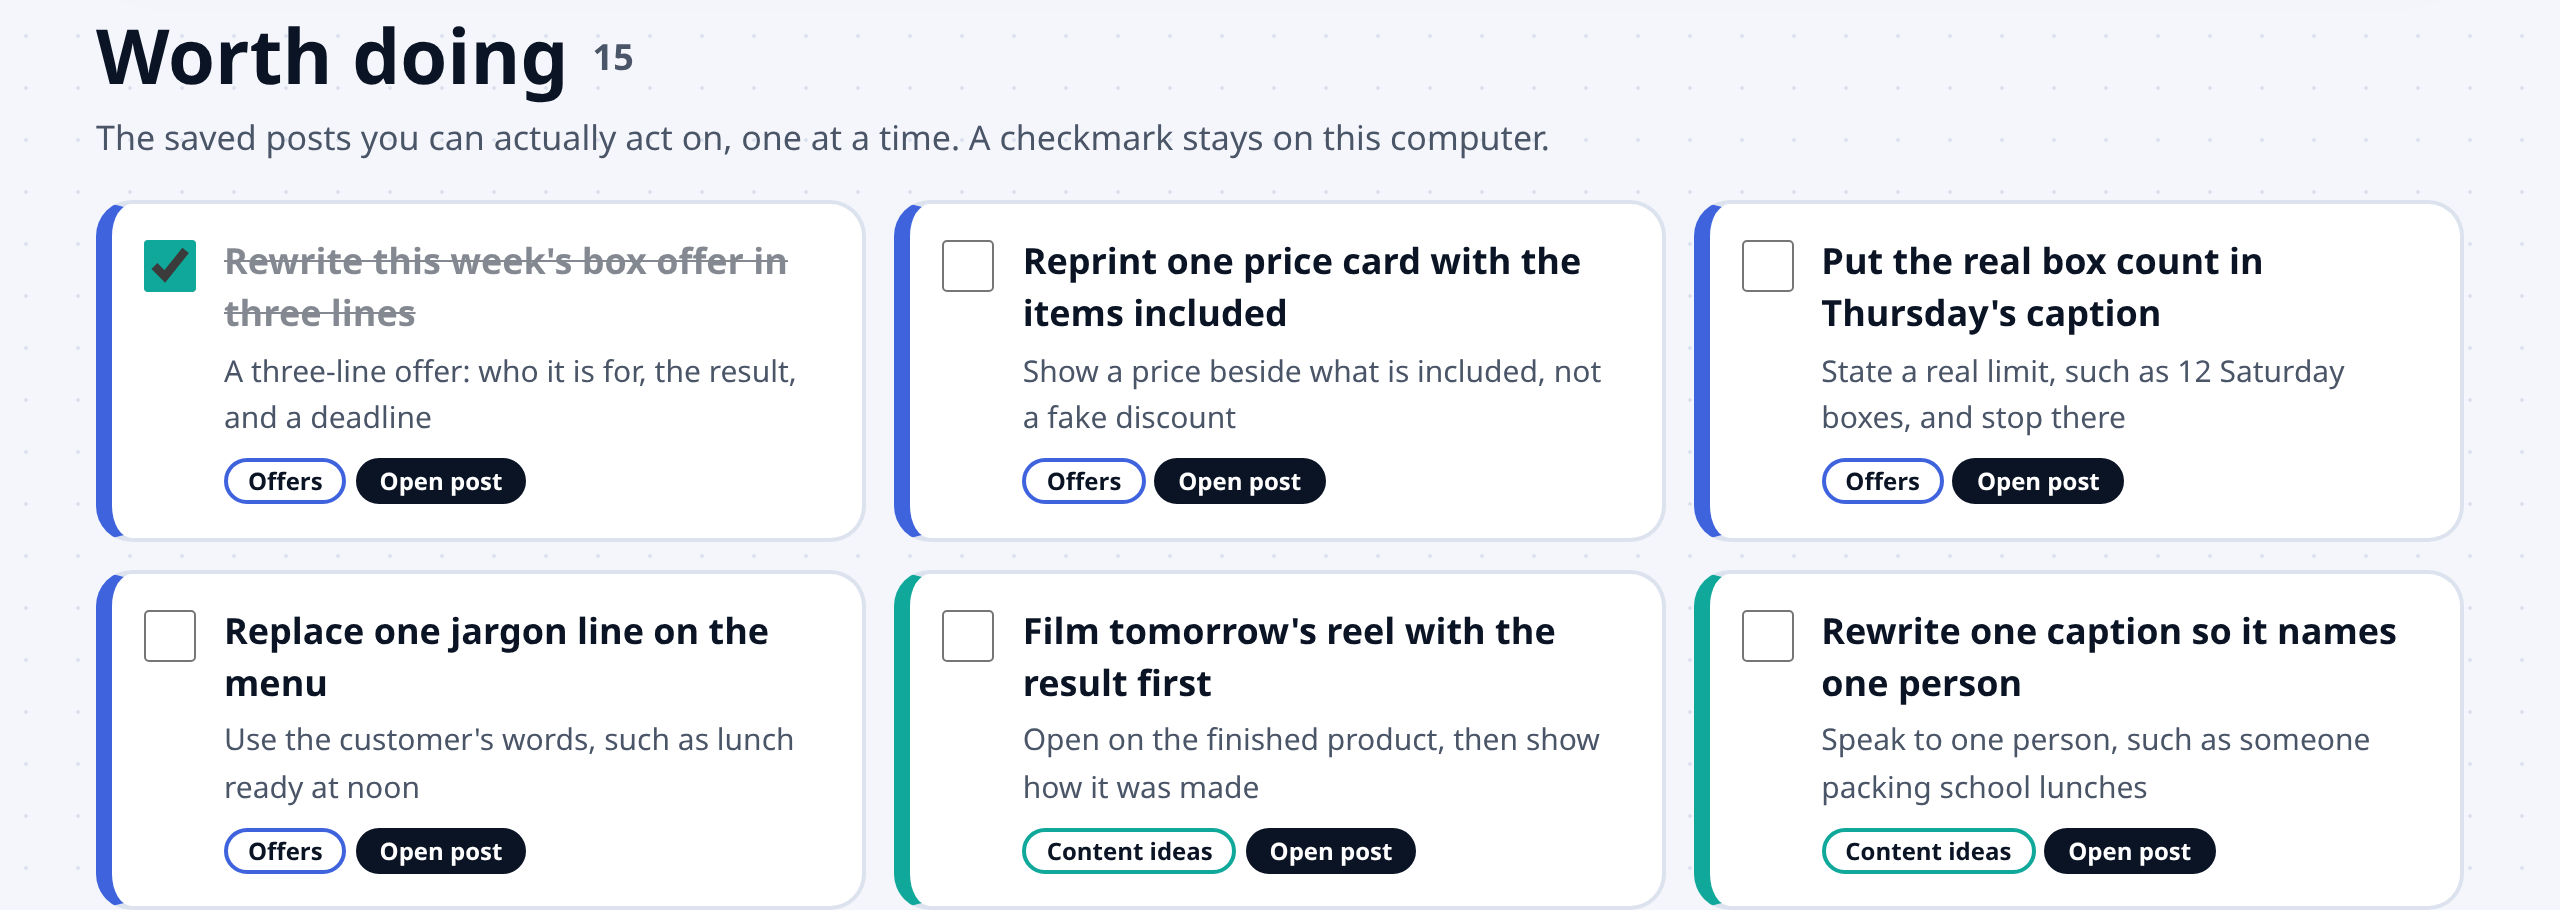 Worth doing 15
The saved posts you can actually act on, one at a time. A checkmark stays on this computer.
Rewrite this week's box offer in
three lines
A three-line offer: who it is for, the result,
and a deadline
Offers Open post
Reprint one price card with the
items included
Show a price beside what is included, not
a fake discount
Offers Open post
Put the real box count in
Thursday's caption
State a real limit, such as 12 Saturday
boxes, and stop there
Offers Open post
Replace one jargon line on the
menu
Use the customer's words, such as lunch
ready at noon
Offers Open post
Film tomorrow's reel with the
result first
Open on the finished product, then show
how it was made
Content ideas Open post
Rewrite one caption so it names
one person
Speak to one person, such as someone
packing school lunches
Content ideas Open post